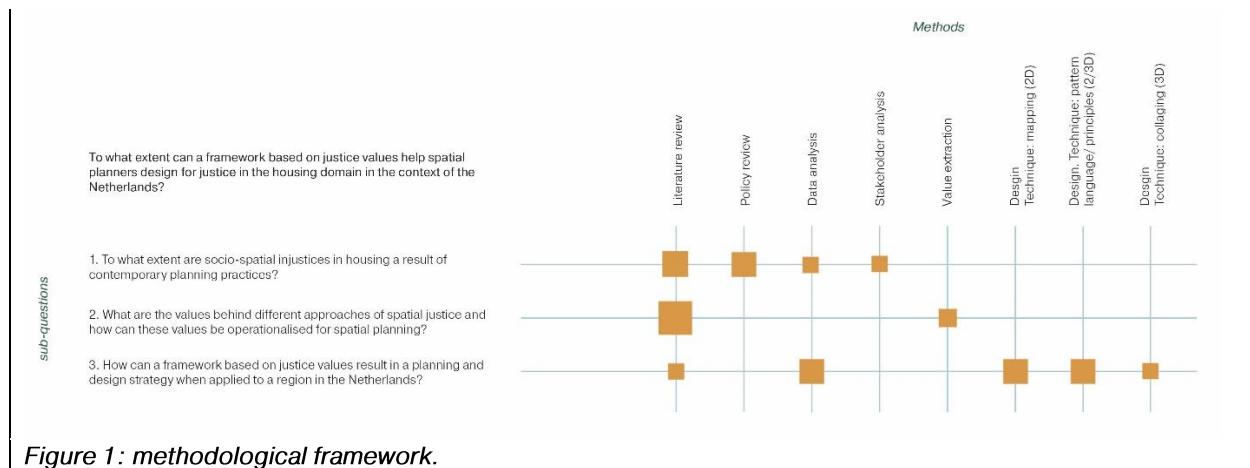 Methods
To what extent can a framework based on justice values help spatial
planners design for justice in the housing domain in the context of the
Netherlands?
Literature review
Policy review
Data analysis
Stakeholder analysis
Value extraction
Desgin
Technique: mapping (2D)
Design. Technique: pattern
language/ principles (2/3D)
Desgin
Technique: collaging (3D)
sub-questions
1. To what extent are socio-spatial injustices in housing a result of
contemporary planning practices?
2. What are the values behind different approaches of spatial justice and
how can these values be operationalised for spatial planning?
3. How can a framework based on justice values result in a planning and
design strategy when applied to a region in the Netherlands?
Figure 1: methodological framework.